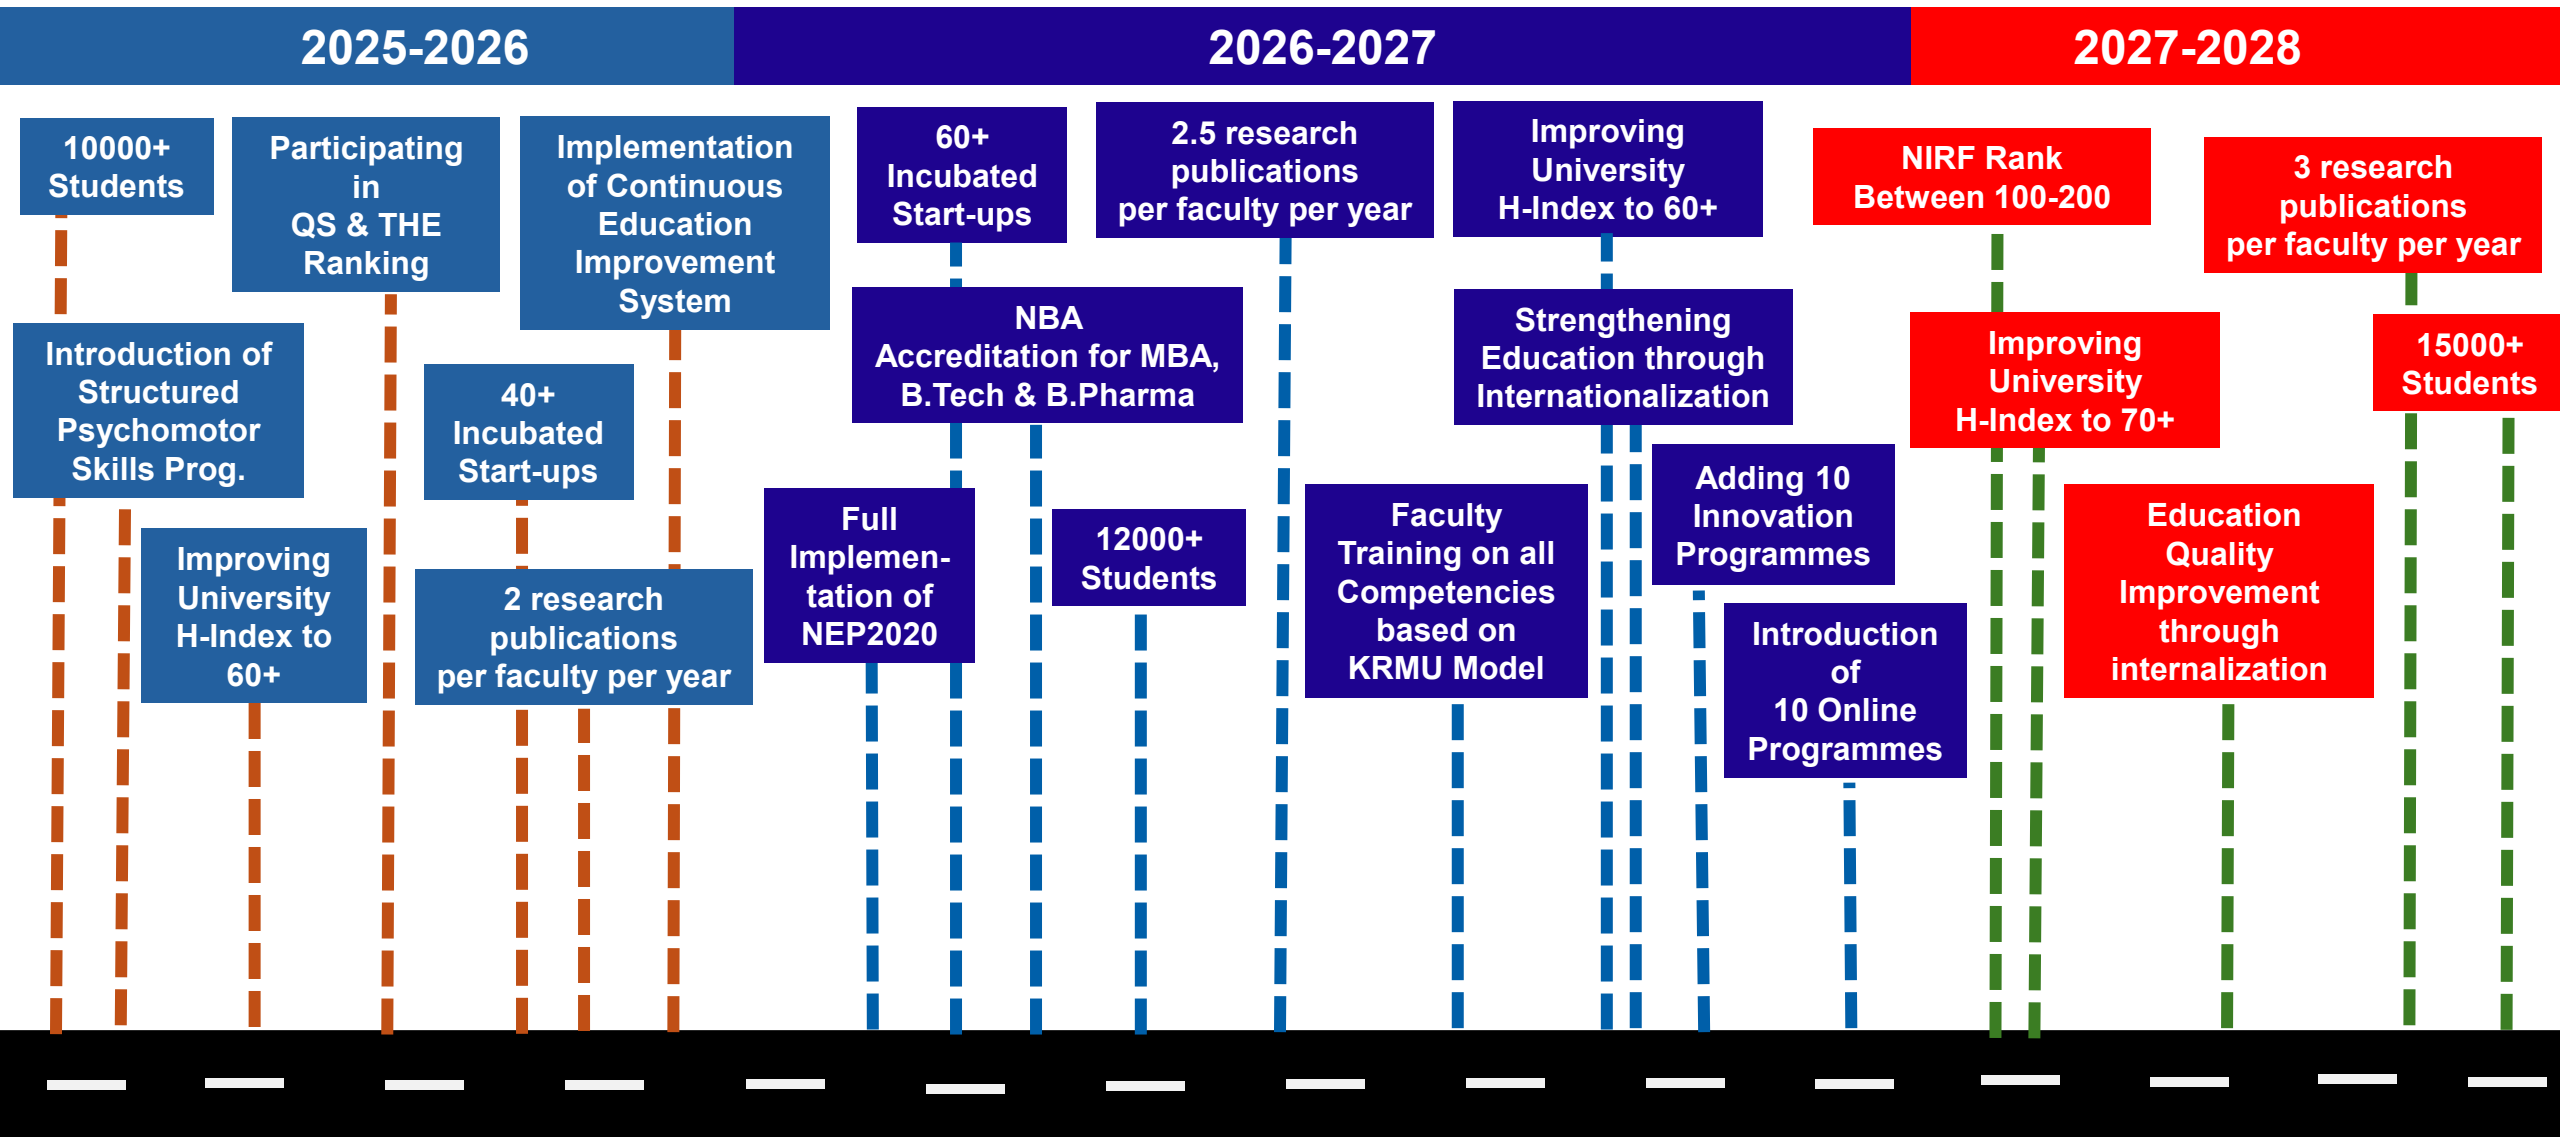 2025-2026
2026-2027
2027-2028
10000+
Students
Participating
in
QS & THE
Ranking
Implementation
of Continuous
Education
Improvement
System
Introduction of
Structured
Psychomotor
Skills Prog.
40+
Incubated
Start-ups
Improving
University
H-Index to
60+
2 research
publications
per faculty per year
60+
Incubated
Start-ups
2.5 research
publications
per faculty per year
Improving
University
H-Index to 60+
NBA
Accreditation for MBA,
B.Tech & B.Pharma
Strengthening
Education through
Internationalization
Full
Implemen-
tation of
NEP2020
12000+
Students
Faculty
Training on all
Competencies
based on
KRMU Model
Adding 10
Innovation
Programmes
Introduction
of
10 Online
Programmes
NIRF Rank
Between 100-200
3 research
publications
per faculty per year
Improving
University
H-Index to 70+
15000+
Students
Education
Quality
Improvement
through
internalization